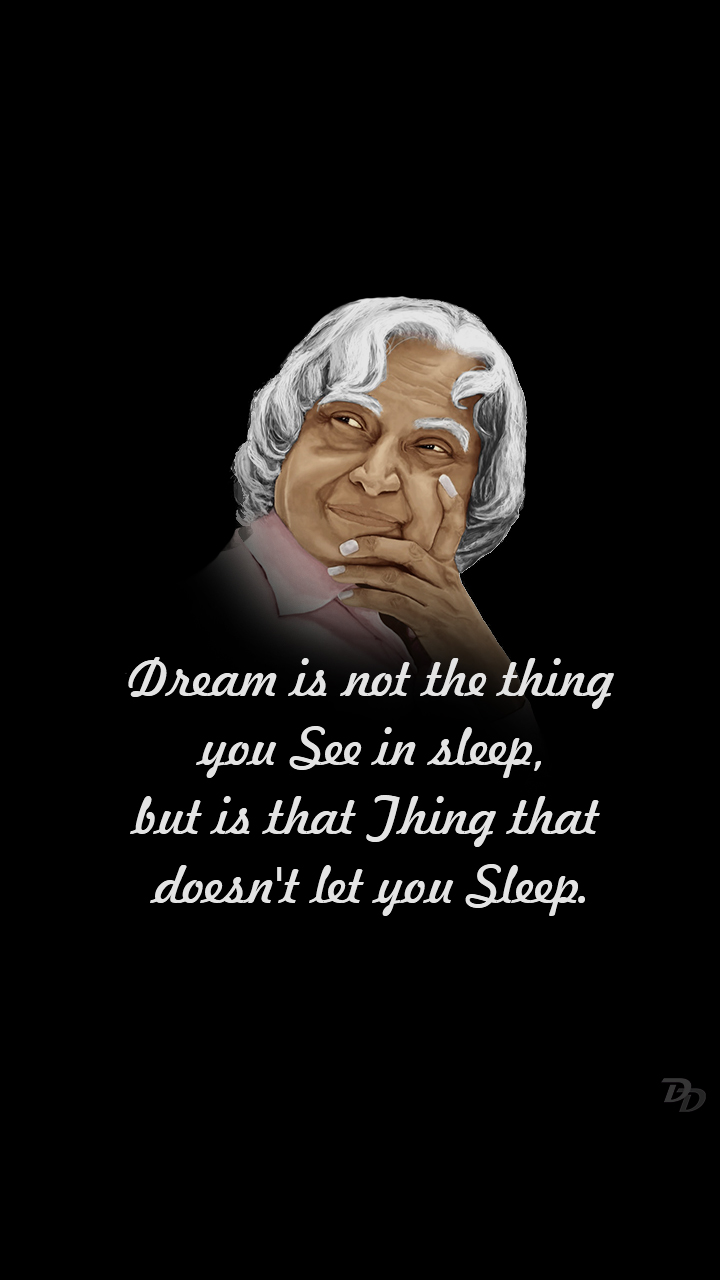 Dream is not the thing
you See in sleep,
but is that Thing that
doesn't let you Sleep.
DD